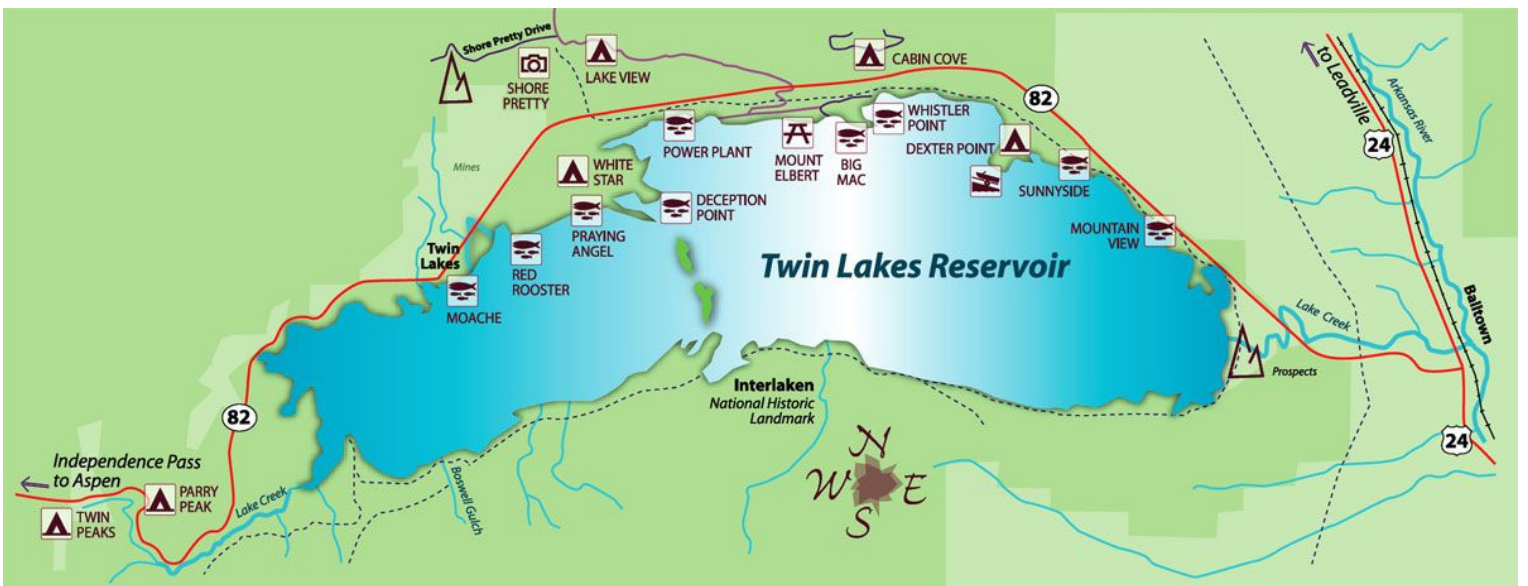 Shore Pretty Drive
SHORE
PRETTY
LAKE VIEW
CABIN COVE
82
to Leadville
24
Arkansas River
Mines
WHITE
STAR
POWER PLANT
MOUNT
ELBERT
BIG
MAC
WHISTLER
POINT
DEXTER POINT
SUNNYSIDE
DECEPTION
POINT
PRAYING
ANGEL
RED
ROOSTER
Twin
Lakes
MOACHE
MOUNTAIN
VIEW
Twin Lakes Reservoir
Lake Creek
Balltown
Prospects
Interlaken
National Historic
Landmark
82
24
Independence Pass
to Aspen
PARRY
PEAK
TWIN
PEAKS
Lake Creek
Boswell Gulch
N
W E
S